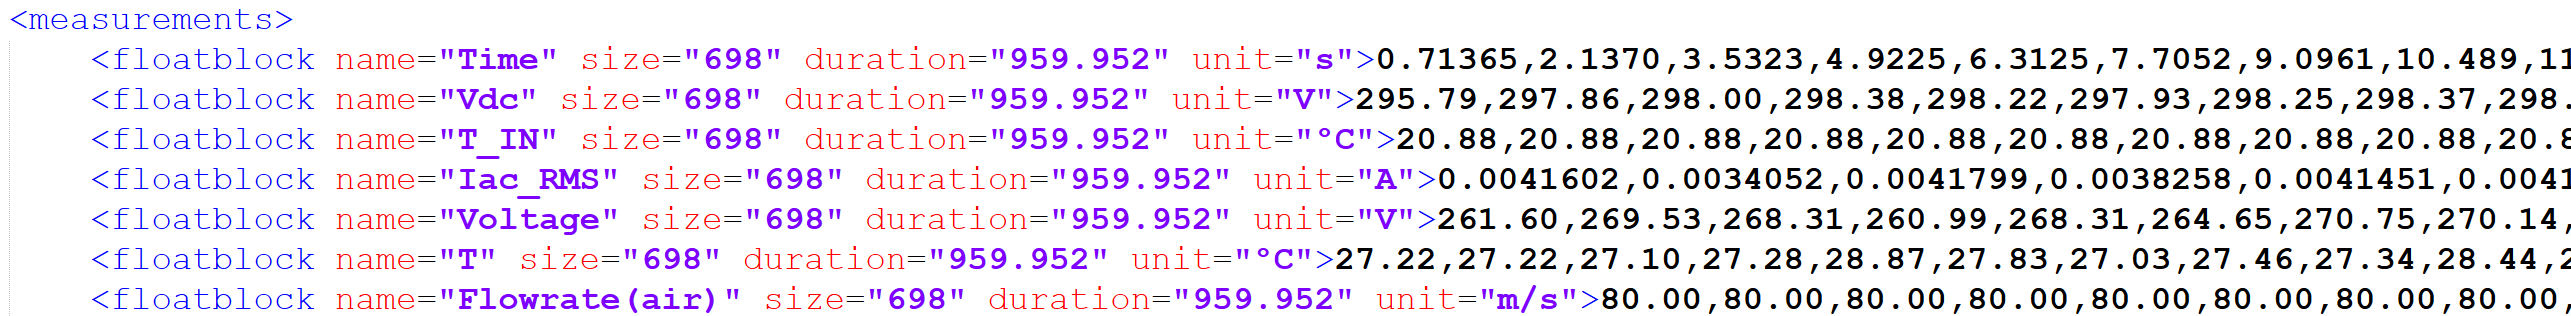 <measurements>
<floatblock name="Time" size="698" duration="959.952" unit="s">0.71365,2.1370,3.5323,4.9225,6.3125,7.7052,9.0961,10.489,11
<floatblock name="Vdc" size="698" duration="959.952" unit="V">295.79,297.86,298.00,298.38,298.22,297.93,298.25,298.37,298.
<floatblock name="T_IN" size="698" duration="959.952" unit="ºC">20.88,20.88,20.88,20.88,20.88,20.88,20.88,20.88,20.88,20.8
<floatblock name="Iac_RMS" size="698" duration="959.952" unit="A">0.0041602,0.0034052,0.0041799,0.0038258,0.0041451,0.0041
<floatblock name="Voltage" size="698" duration="959.952" unit="V">261.60,269.53,268.31,260.99,268.31,264.65,270.75,270.14,
<floatblock name="T" size="698" duration="959.952" unit="ºC">27.22,27.22,27.10,27.28,28.87,27.83,27.03,27.46,27.34,28.44,2
<floatblock name="Flowrate(air)" size="698" duration="959.952" unit="m/s">80.00,80.00,80.00,80.00,80.00,80.00,80.00,80.00,